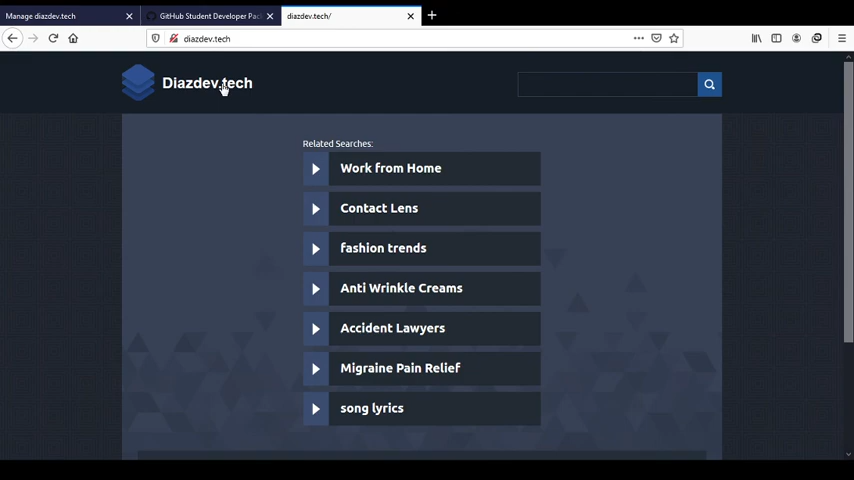 Manage diazdev.tech
GitHub Student Developer Pac
diazdev.tech/
diazdev.tech
Diazdev.tech
Related Searches:
Work from Home
Contact Lens
fashion trends
Anti Wrinkle Creams
Accident Lawyers
Migraine Pain Relief
song lyrics